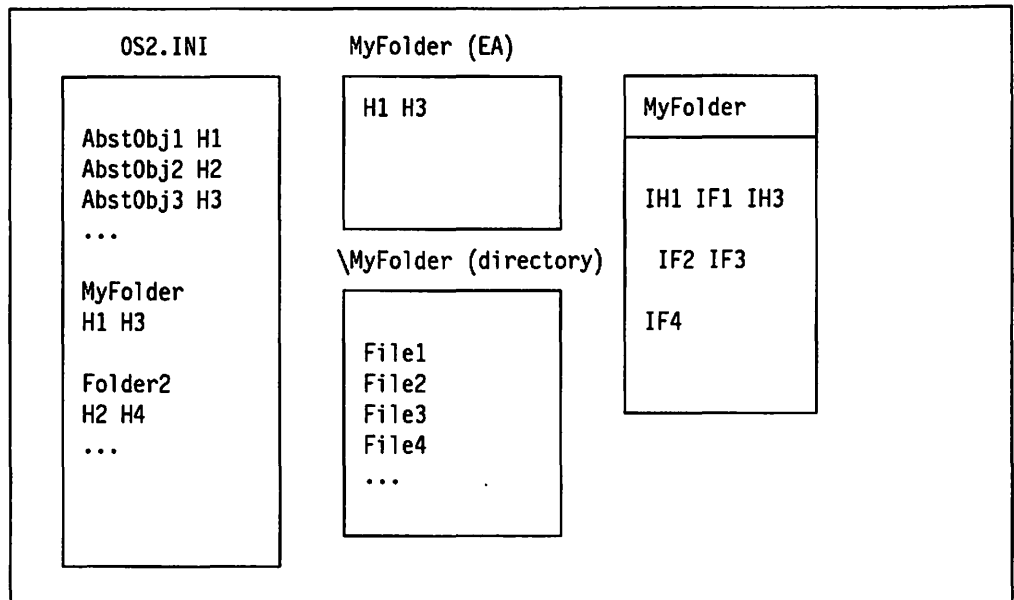 OS2.INI
AbstObj1 H1
AbstObj2 H2
AbstObj3 H3
...
MyFolder
H1 H3
Folder2
H2 H4
...
MyFolder (EA)
H1 H3
\MyFolder (directory)
File1
File2
File3
File4
...
MyFolder
IH1 IF1 IH3
IF2 IF3
IF4